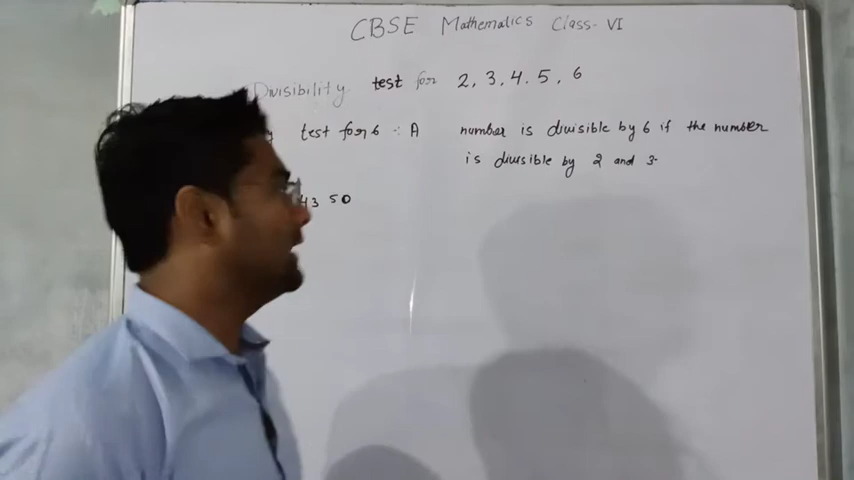 CBSE Mathematics Class- VI
Divisibility test for 2, 3, 4. 5, 6
test for 6 :- A number is divisible by 6 if the number
is divisible by 2 and 3.
43 50